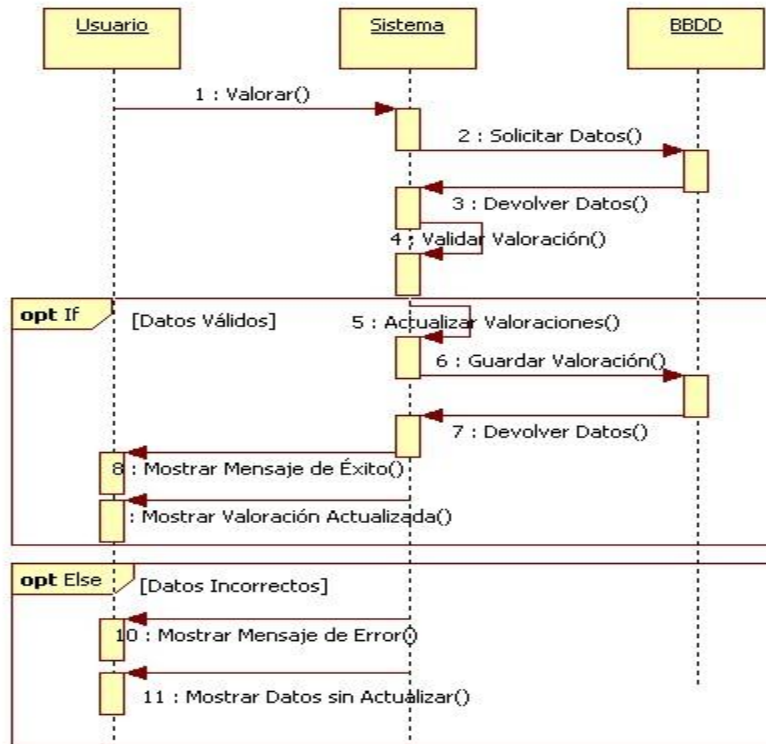 Usuario
Sistema
BBDD
1 : Valorar()
2 : Solicitar Datos()
3 : Devolver Datos()
4 : Validar Valoración()
opt If
[Datos Válidos]
5 : Actualizar Valoraciones()
6 : Guardar Valoración()
7 : Devolver Datos()
8 : Mostrar Mensaje de Éxito()
: Mostrar Valoración Actualizada()
opt Else
[Datos Incorrectos]
10 : Mostrar Mensaje de Error()
11 : Mostrar Datos sin Actualizar()